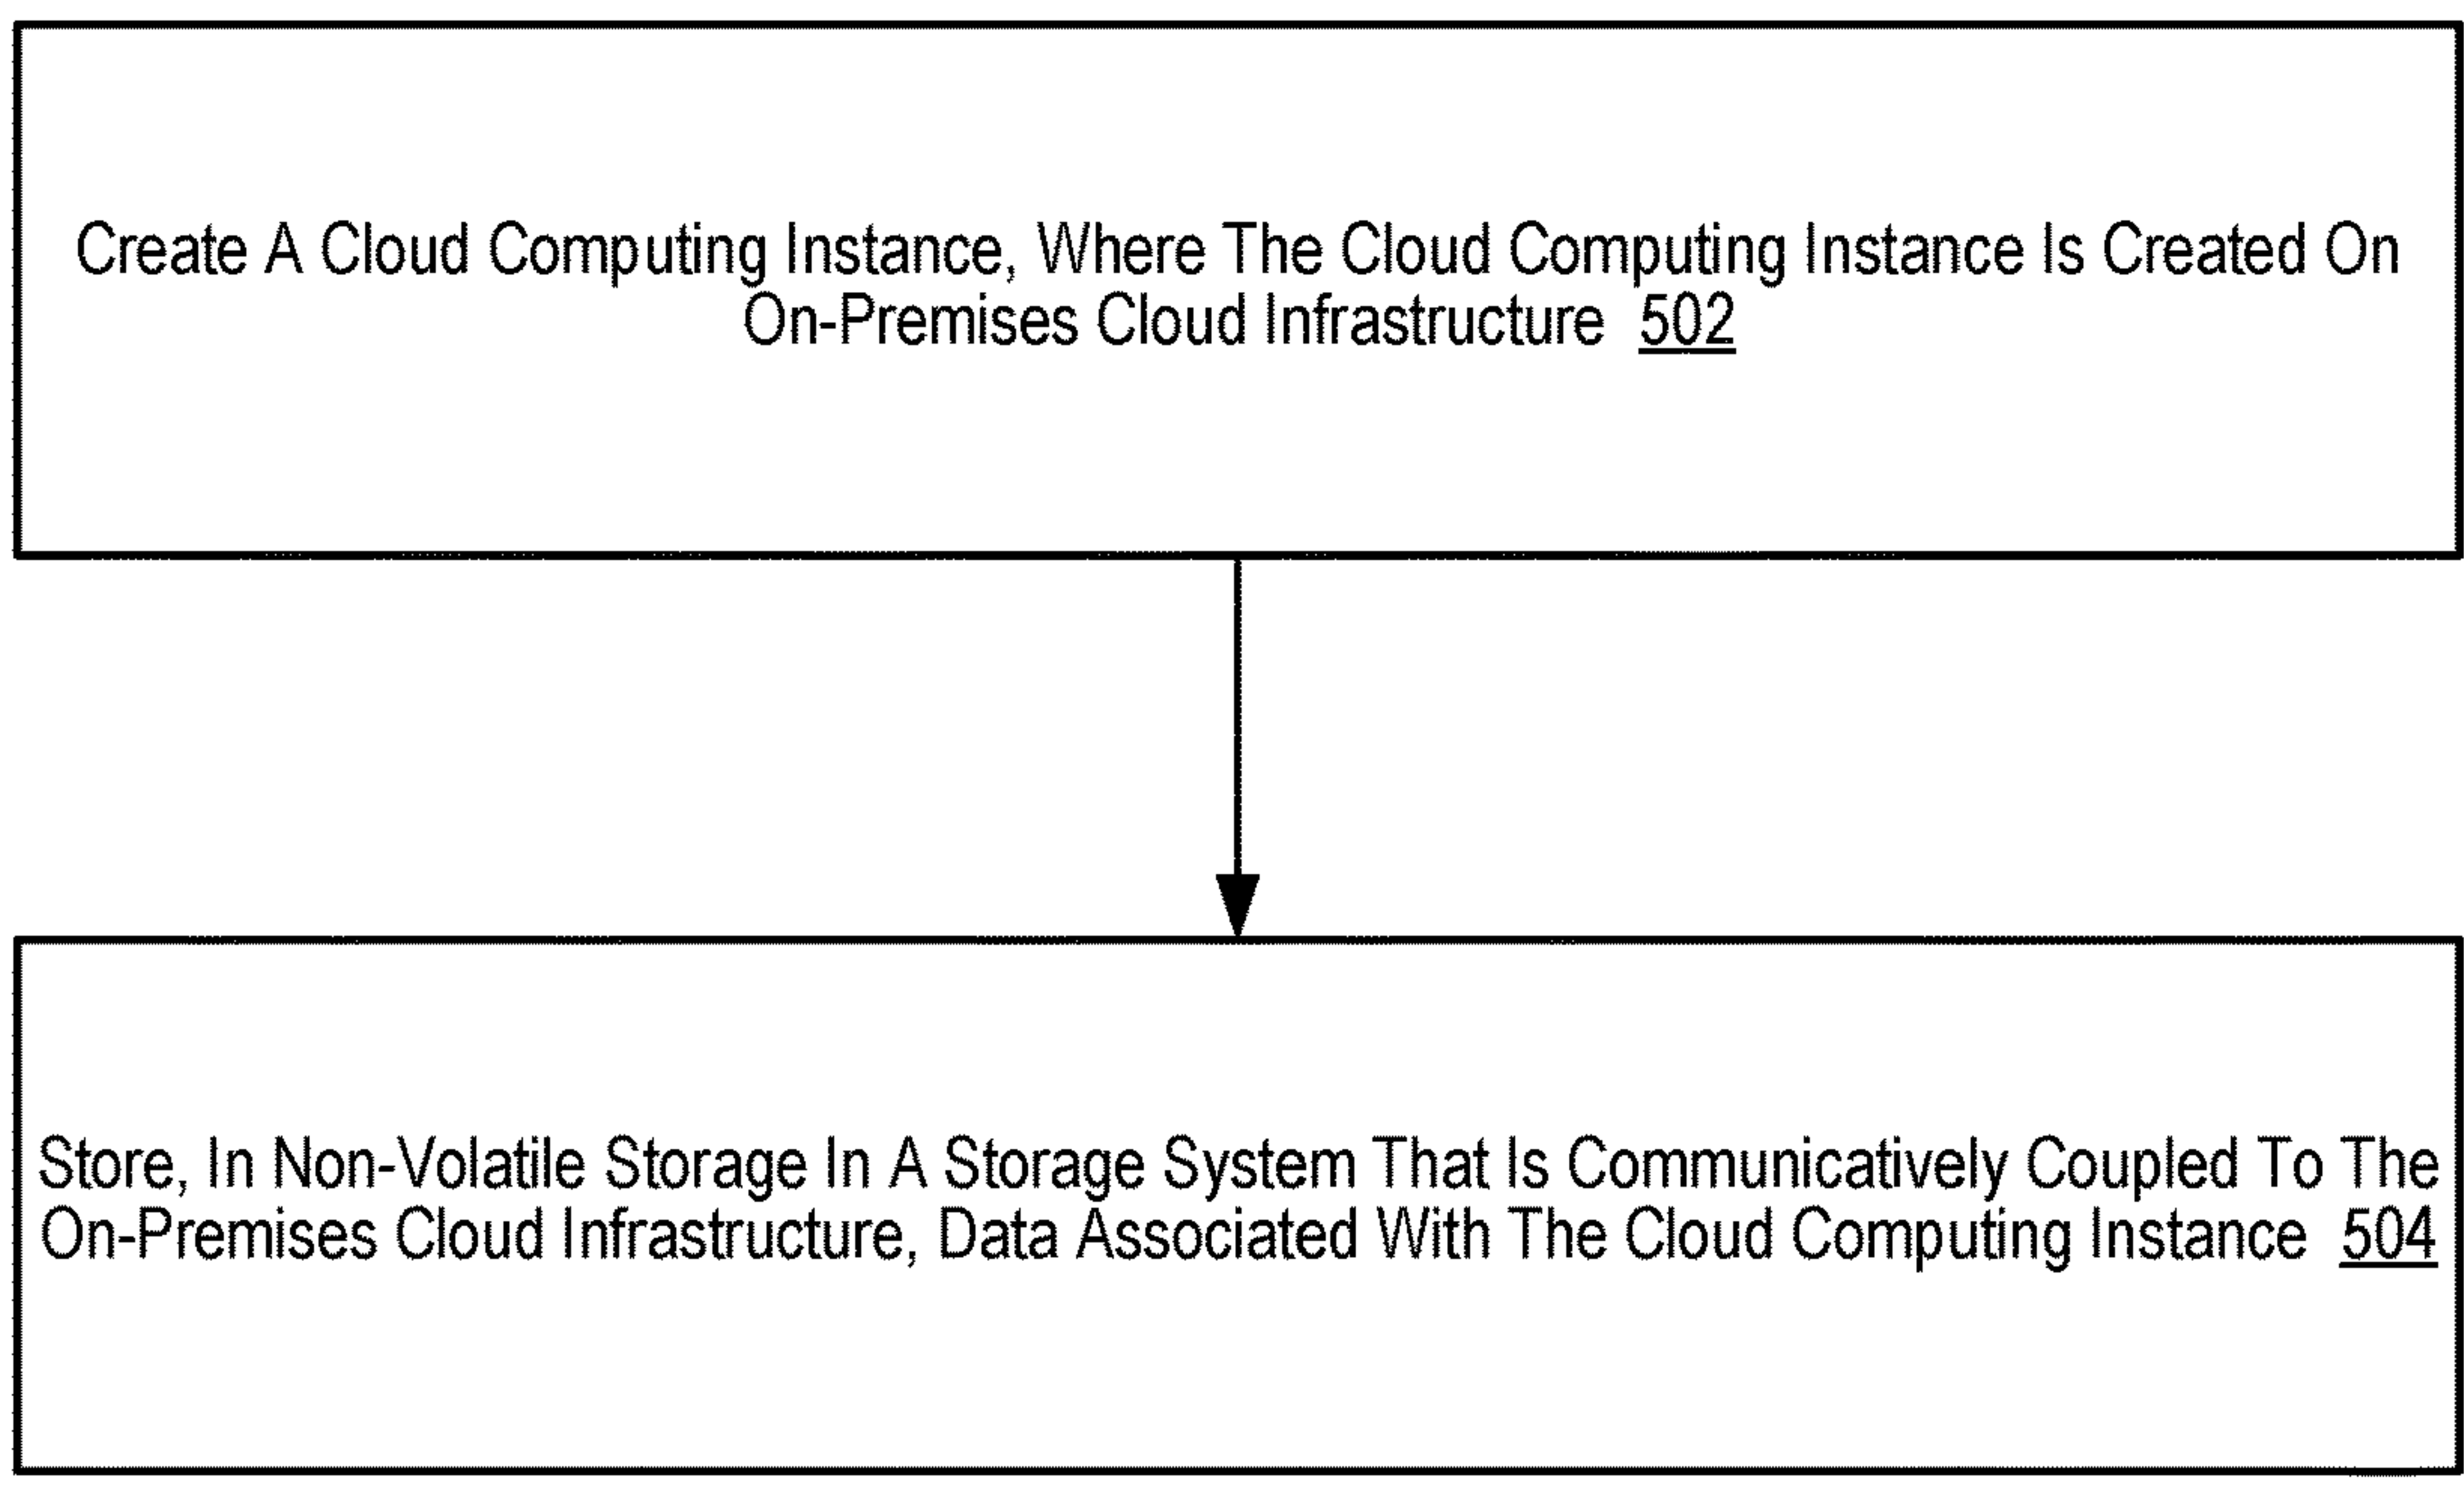 Create A Cloud Computing Instance, Where The Cloud Computing Instance Is Created On
On-Premises Cloud Infrastructure 502
Store, In Non-Volatile Storage In A Storage System That Is Communicatively Coupled To The
On-Premises Cloud Infrastructure, Data Associated With The Cloud Computing Instance 504